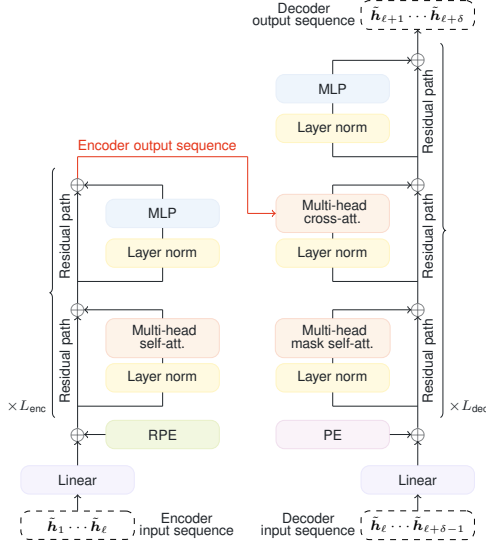 Decoder
output sequence
h̃ℓ+1 ⋯ h̃ℓ+δ
MLP
Layer norm
Residual path
Encoder output sequence
MLP
Layer norm
Residual path
Multi-head
cross-att.
Layer norm
Residual path
Multi-head
self-att.
Layer norm
Residual path
Multi-head
mask self-att.
Layer norm
Residual path
×Lenc
×Ldec
RPE
PE
Linear
Linear
h̃1 ⋯ h̃ℓ
Encoder
input sequence
Decoder
input sequence
h̃ℓ ⋯ h̃ℓ+δ−1